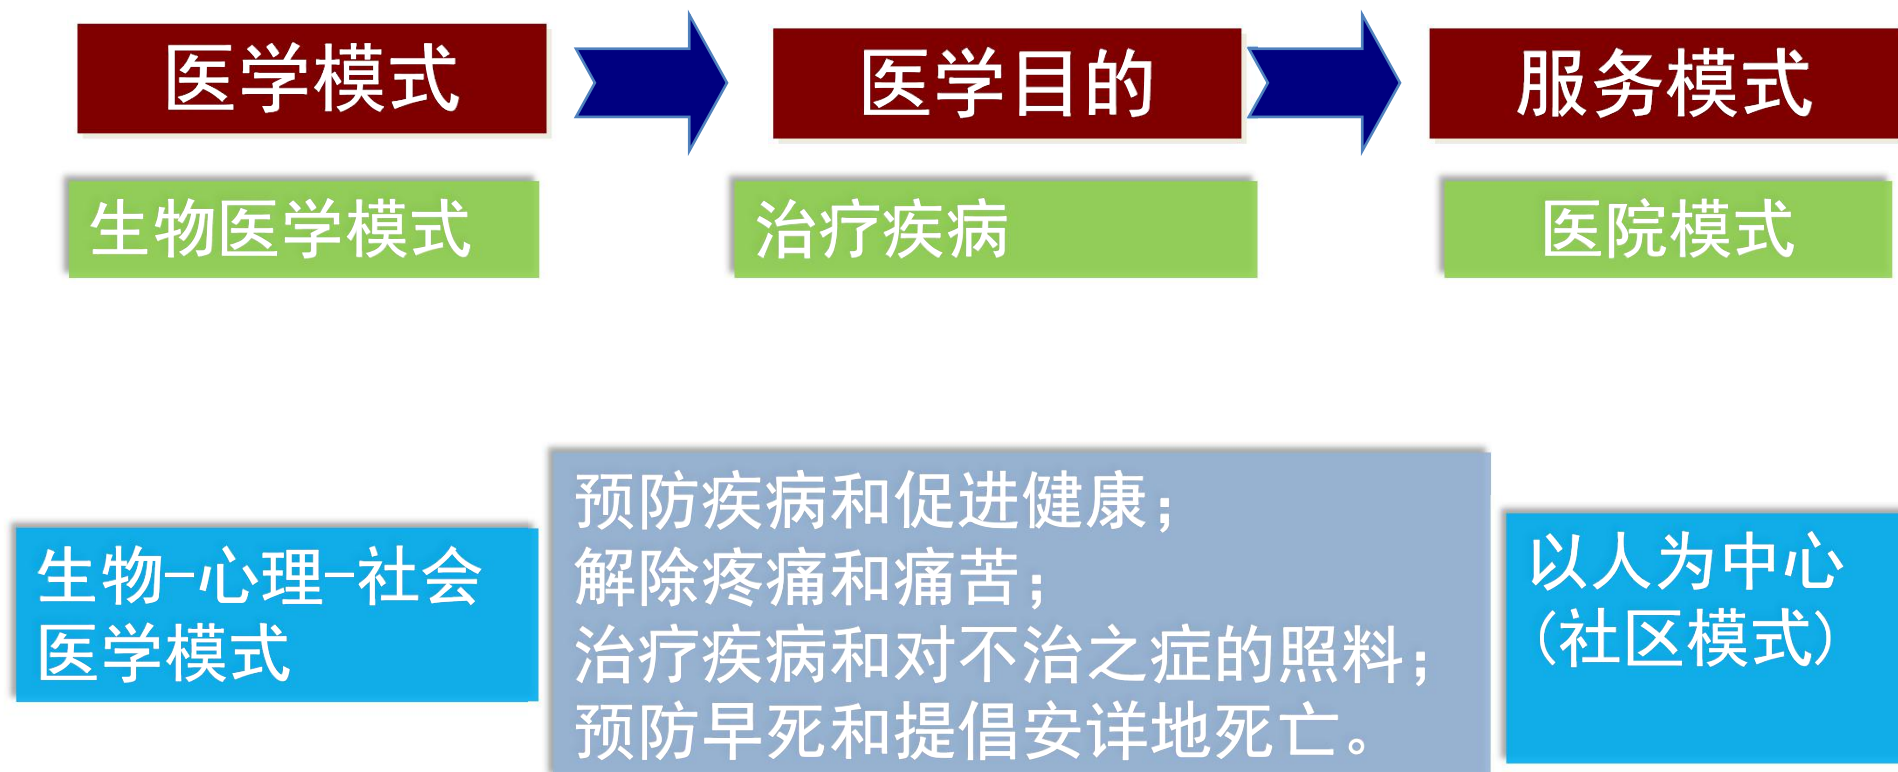 医学模式
医学目的
服务模式
生物医学模式
治疗疾病
医院模式
生物-心理-社会
医学模式
预防疾病和促进健康；
解除疼痛和痛苦；
治疗疾病和对不治之症的照料；
预防早死和提倡安详地死亡。
以人为中心
(社区模式)